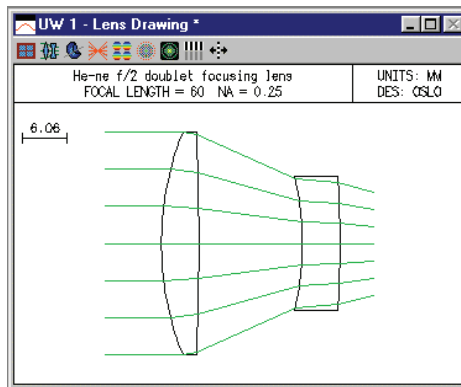 UW 1 - Lens Drawing *
He-ne f/2 doublet focusing lens
FOCAL LENGTH = 60 NA = 0.25
UNITS: MM
DES: OSLO
6.06